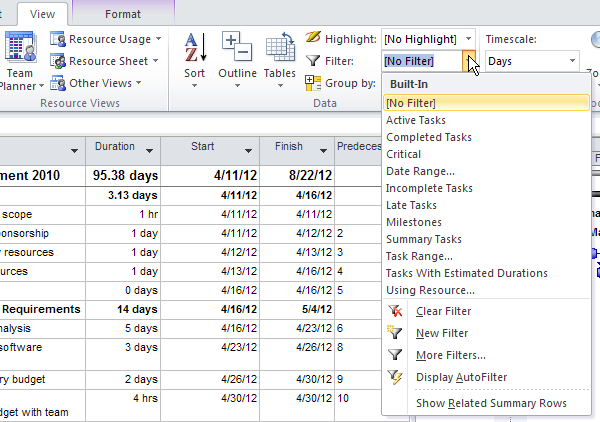 View Format
Resource Usage
Resource Sheet
Other Views
Team
Planner
Resource Views
Sort Outline Tables
Highlight: [No Highlight]
Filter: [No Filter]
Group by:
Data
Timescale:
Days
Built-In
[No Filter]
Active Tasks
Completed Tasks
Critical
Date Range...
Incomplete Tasks
Late Tasks
Milestones
Summary Tasks
Task Range...
Tasks With Estimated Durations
Using Resource...
Clear Filter
New Filter
More Filters...
Display AutoFilter
Show Related Summary Rows
Duration Start Finish Predeces
ment 2010 95.38 days 4/11/12 8/22/12
3.13 days 4/11/12 4/16/12
scope 1 hr 4/11/12 4/11/12
ponsorship 1 day 4/11/12 4/12/12 2
y resources 1 day 4/12/12 4/13/12 3
urces 1 day 4/13/12 4/16/12 4
0 days 4/16/12 4/16/12 5
Requirements 14 days 4/16/12 5/4/12
nalysis 5 days 4/16/12 4/23/12 6
software 3 days 4/23/12 4/26/12 8
ry budget 2 days 4/26/12 4/30/12 9
4 hrs 4/30/12 4/30/12 10
dget with team